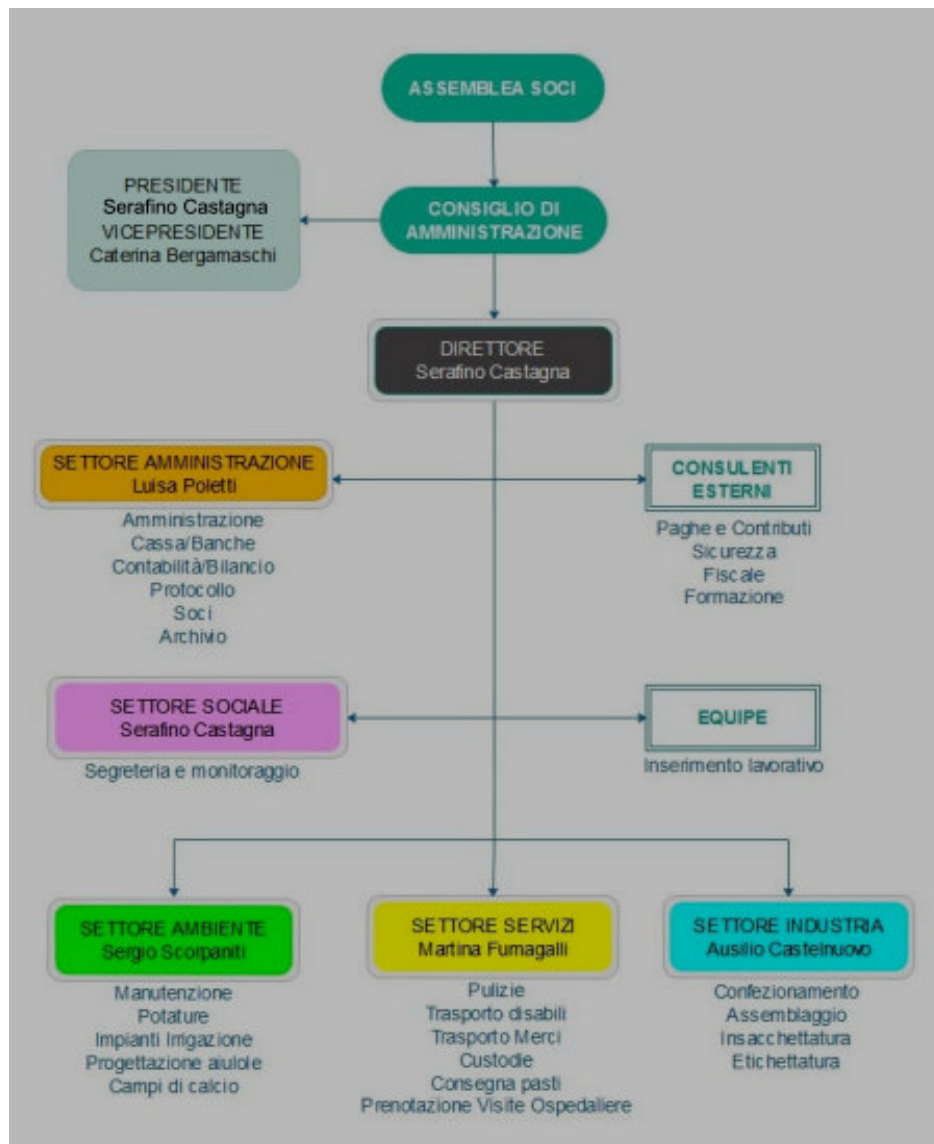 ASSEMBLEA SOCI
PRESIDENTE
Serafino Castagna
VICEPRESIDENTE
Caterina Bergamaschi
CONSIGLIO DI
AMMINISTRAZIONE
DIRETTORE
Serafino Castagna
SETTORE AMMINISTRAZIONE
Luisa Poletti
Amministrazione
Cassa/Banche
Contabilità/Bilancio
Protocollo
Soci
Archivio
CONSULENTI
ESTERNI
Paghe e Contributi
Sicurezza
Fiscale
Formazione
SETTORE SOCIALE
Serafino Castagna
Segreteria e monitoraggio
EQUIPE
Inserimento lavorativo
SETTORE AMBIENTE
Sergio Scorpaniti
Manutenzione
Potature
Impianti Irrigazione
Progettazione aiuole
Campi di calcio
SETTORE SERVIZI
Martina Fumagalli
Pulizie
Trasporto disabili
Trasporto Merci
Custodie
Consegna pasti
Prenotazione Visite Ospedaliere
SETTORE INDUSTRIA
Ausilio Castelnuovo
Confezionamento
Assemblaggio
Insacchettatura
Etichettatura